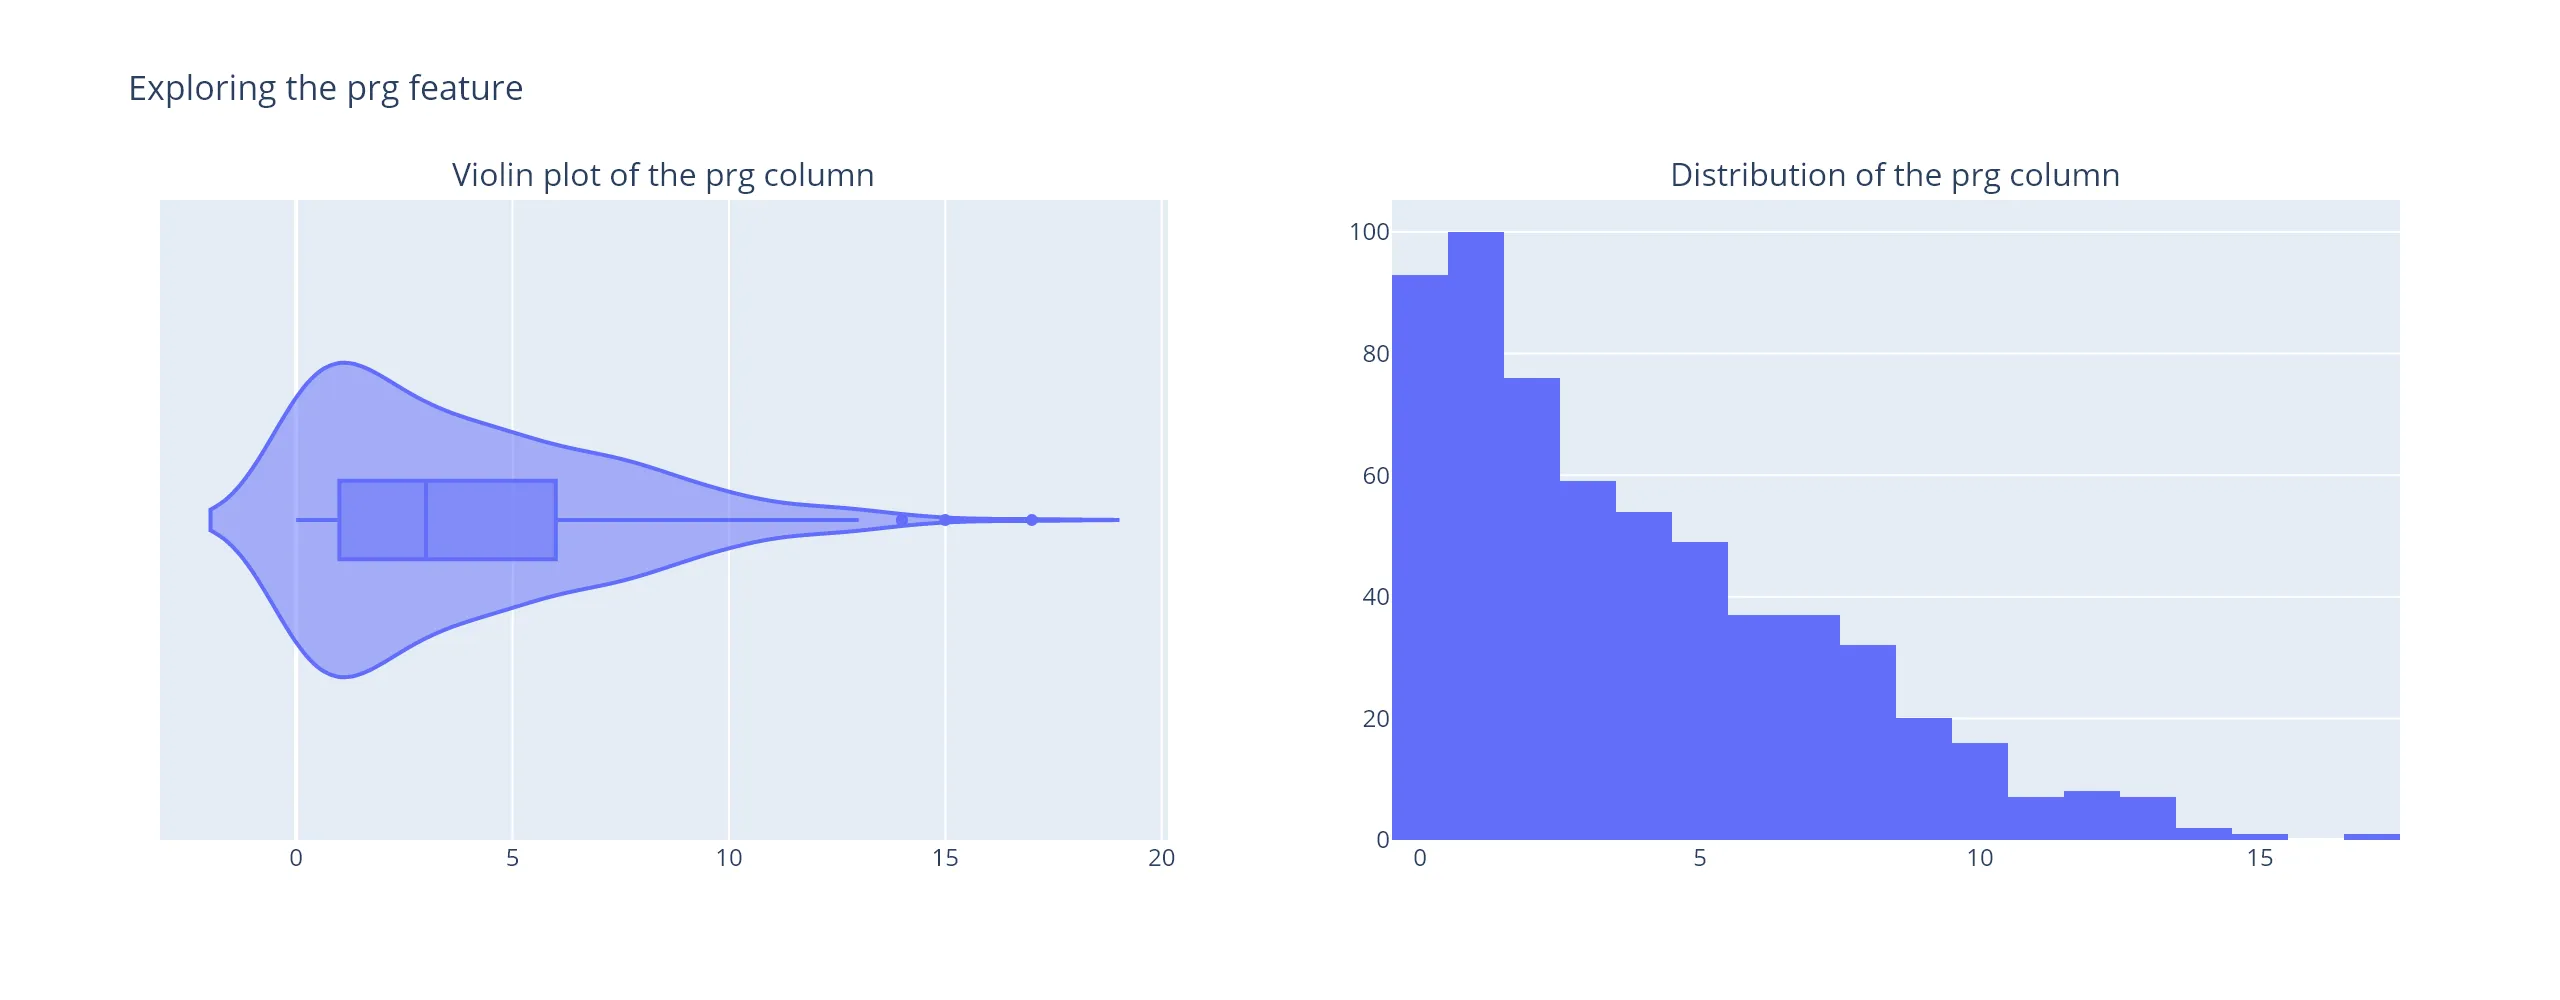 Exploring the prg feature
Violin plot of the prg column
0 5 10 15 20
Distribution of the prg column
100
80
60
40
20
0
0 5 10 15